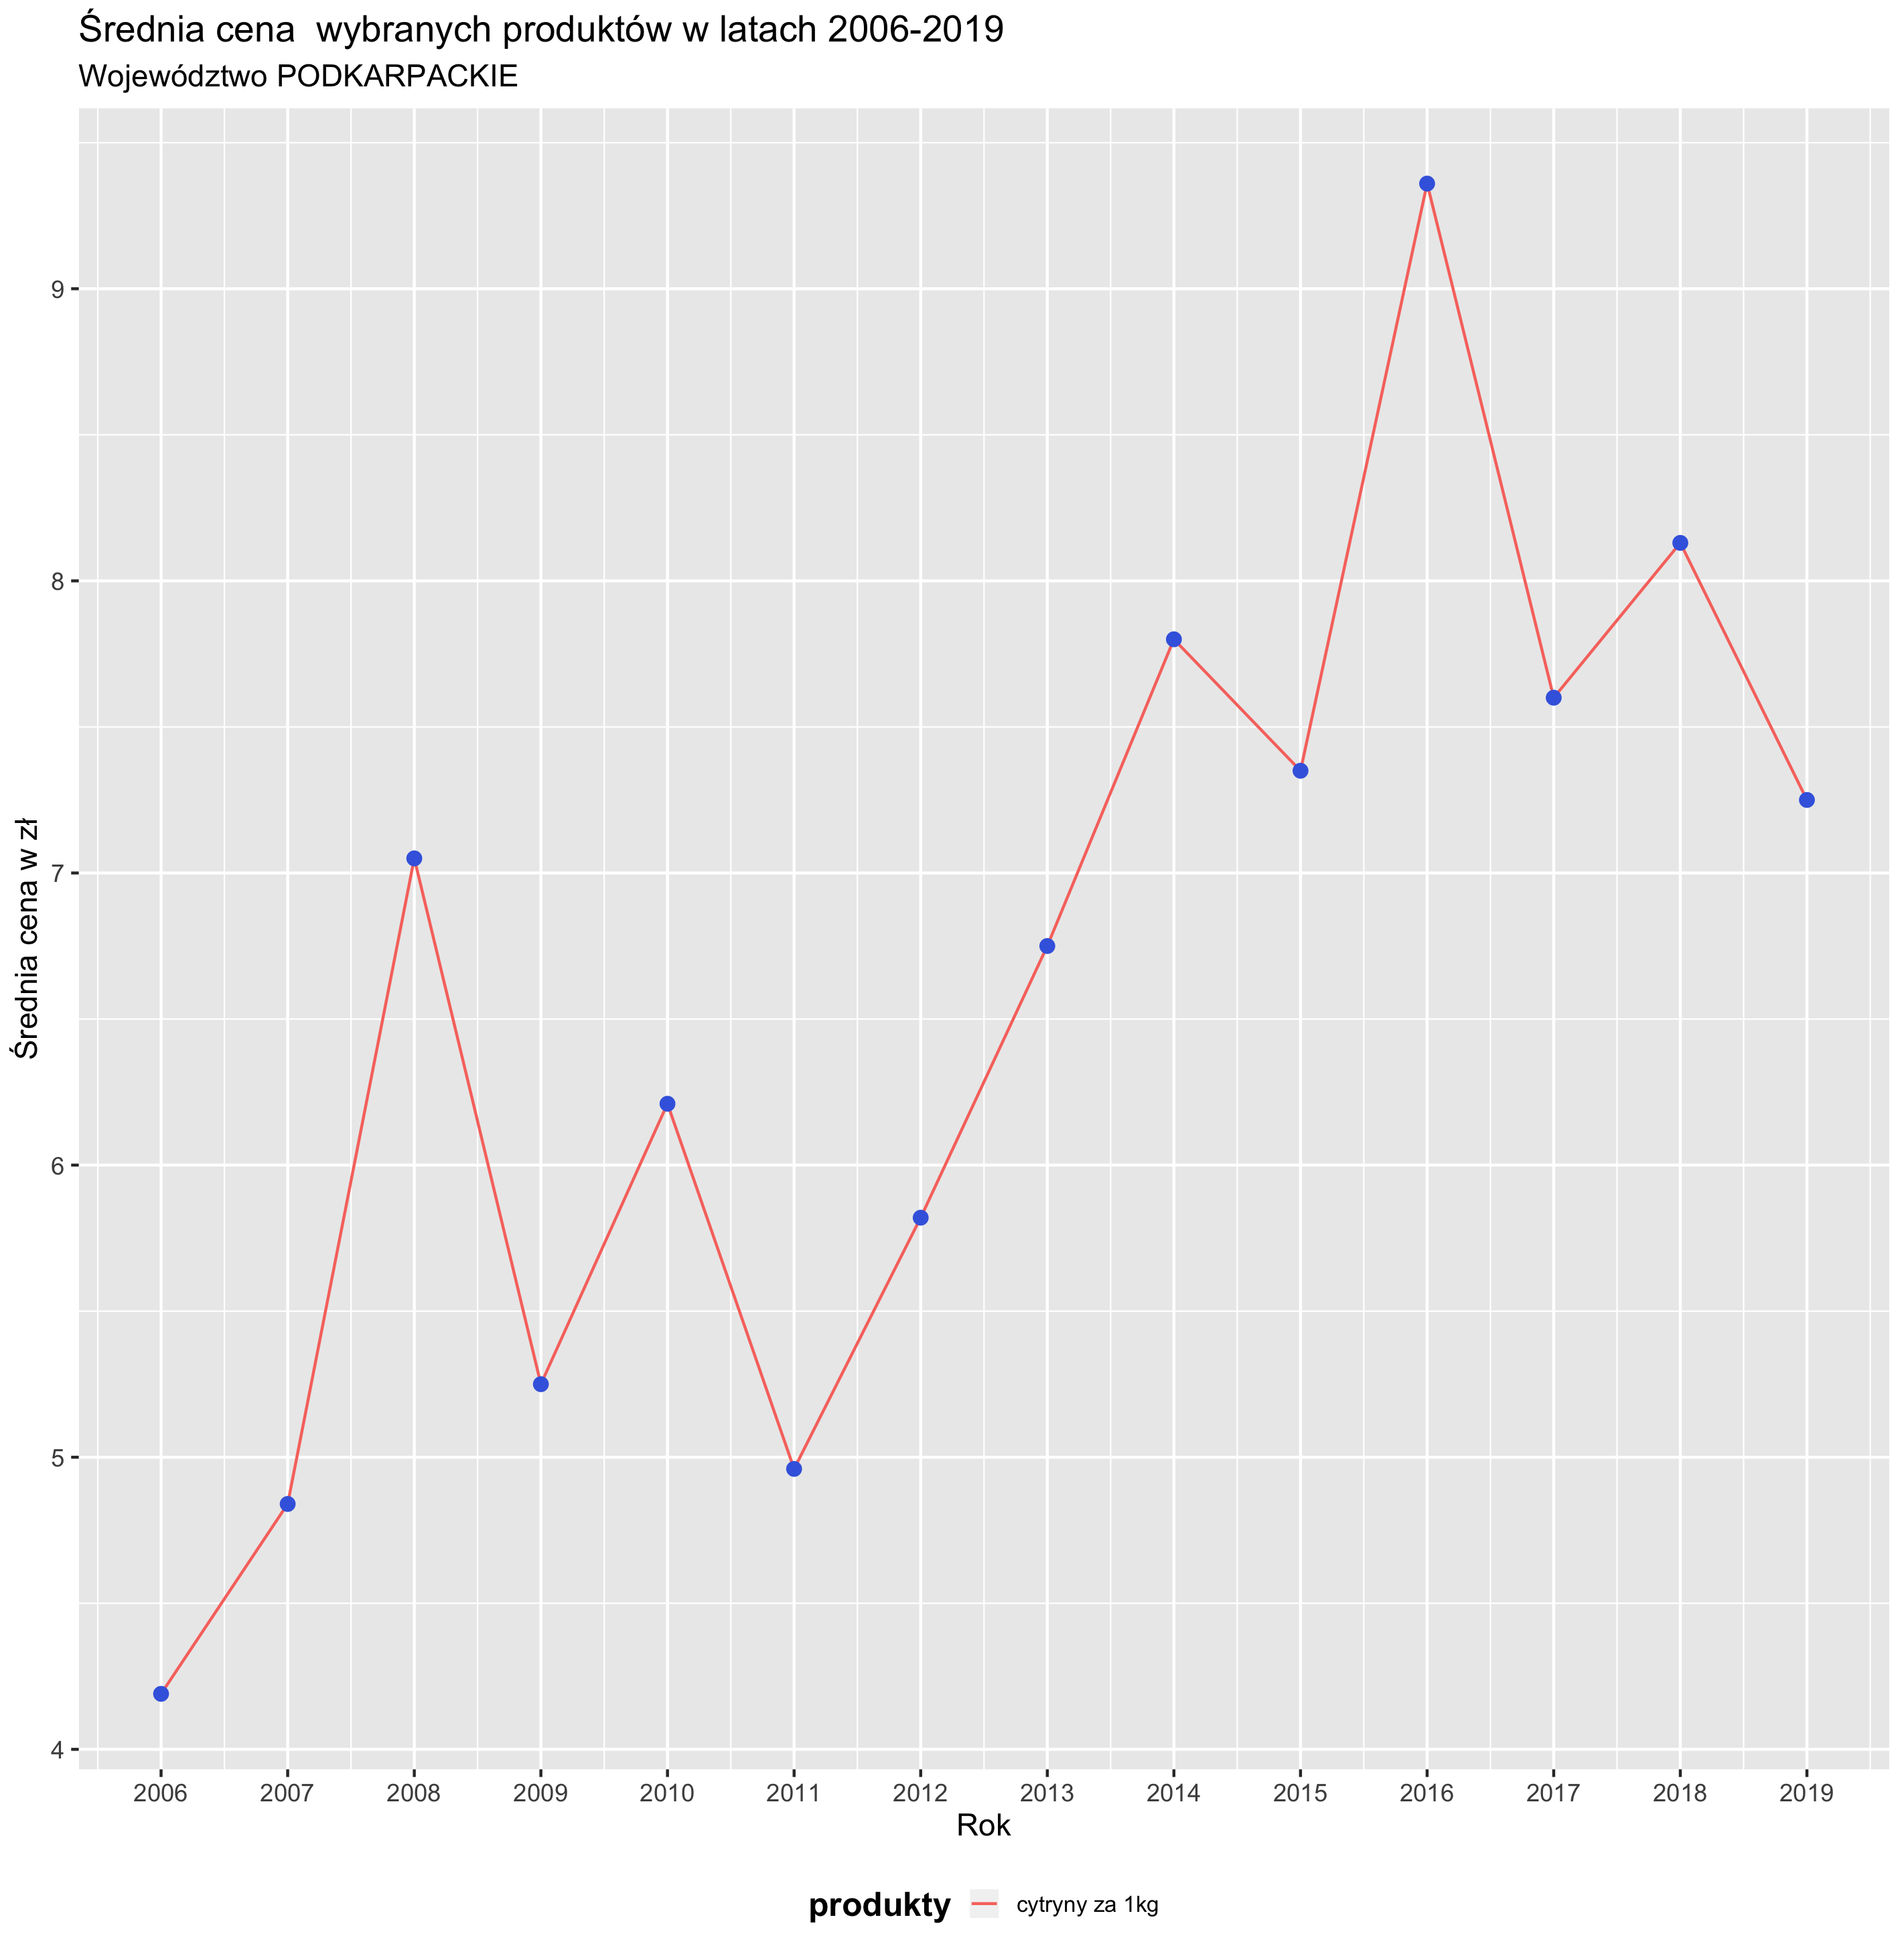 Średnia cena  wybranych produktów w latach 2006-2019
Województwo PODKARPACKIE
Średnia cena w zł
9
8
7
6
5
4
2006 2007 2008 2009 2010 2011 2012 2013 2014 2015 2016 2017 2018 2019
Rok
produkty cytryny za 1kg